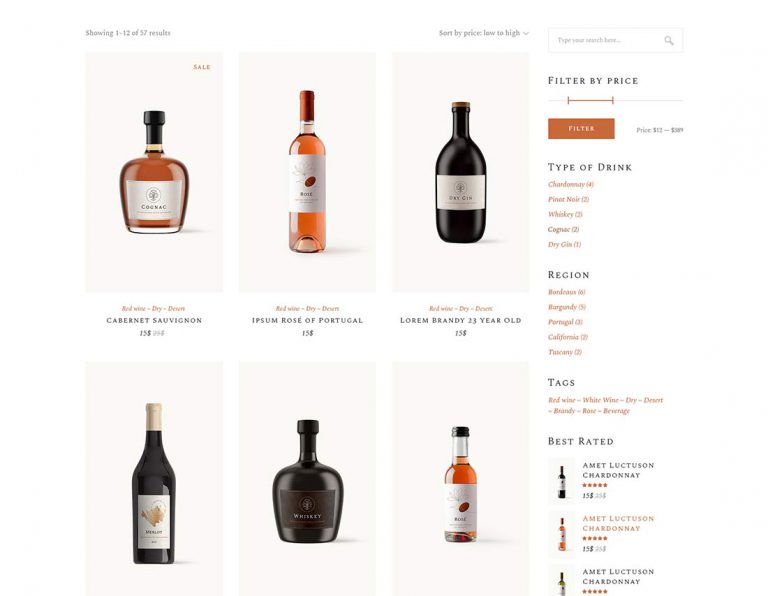 Showing 1–12 of 57 results
Sort by price: low to high
Sale
Cognac
Rosé
Dry Gin
Red wine – Dry – Desert
Cabernet Sauvignon
15$ 25$
Red wine – Dry – Desert
Ipsum Rosé of Portugal
15$
Red wine – Dry – Desert
Lorem Brandy 23 year old
15$
Merlot
Whiskey
Rosé
Type your search here...
Filter by price
Filter
Price: $12 — $389
Type of Drink
Chardonnay (4)
Pinot Noir (2)
Whiskey (2)
Cognac (2)
Dry Gin (1)
Region
Bordeaux (6)
Burgundy (5)
Portugal (3)
California (2)
Tuscany (2)
Tags
Red wine – White Wine – Dry – Desert
– Brandy – Rose – Beverage
Best Rated
Amet Luctuson
Chardonnay
15$ 25$
Amet Luctuson
Chardonnay
15$ 25$
Amet Luctuson
Chardonnay